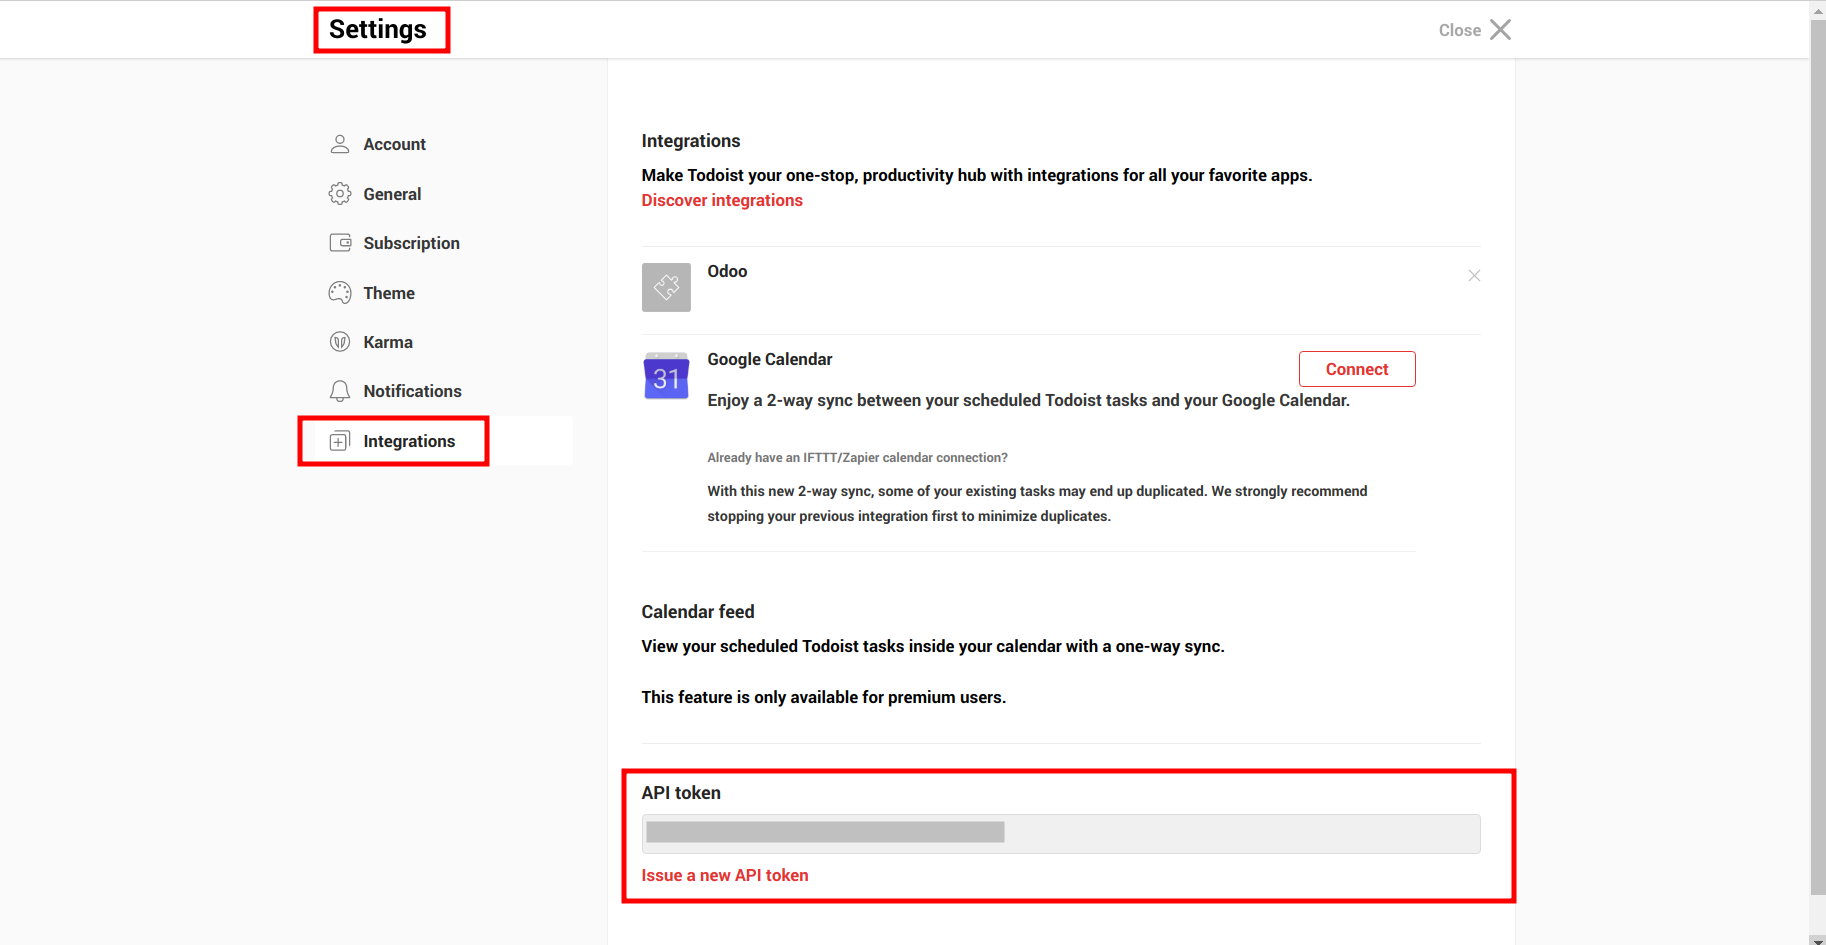 Settings
Close
Account
General
Subscription
Theme
Karma
Notifications
Integrations
Integrations
Make Todoist your one-stop, productivity hub with integrations for all your favorite apps.
Discover integrations
Odoo
31
Google Calendar
Connect
Enjoy a 2-way sync between your scheduled Todoist tasks and your Google Calendar.
Already have an IFTTT/Zapier calendar connection?
With this new 2-way sync, some of your existing tasks may end up duplicated. We strongly recommend
stopping your previous integration first to minimize duplicates.
Calendar feed
View your scheduled Todoist tasks inside your calendar with a one-way sync.
This feature is only available for premium users.
API token
Issue a new API token